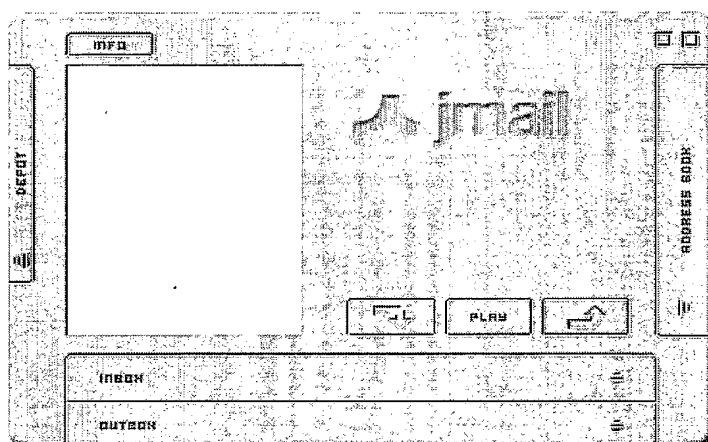 INFO
jmail
DEPOT
ADDRESS BOOK
PLAY
INBOX
OUTBOX